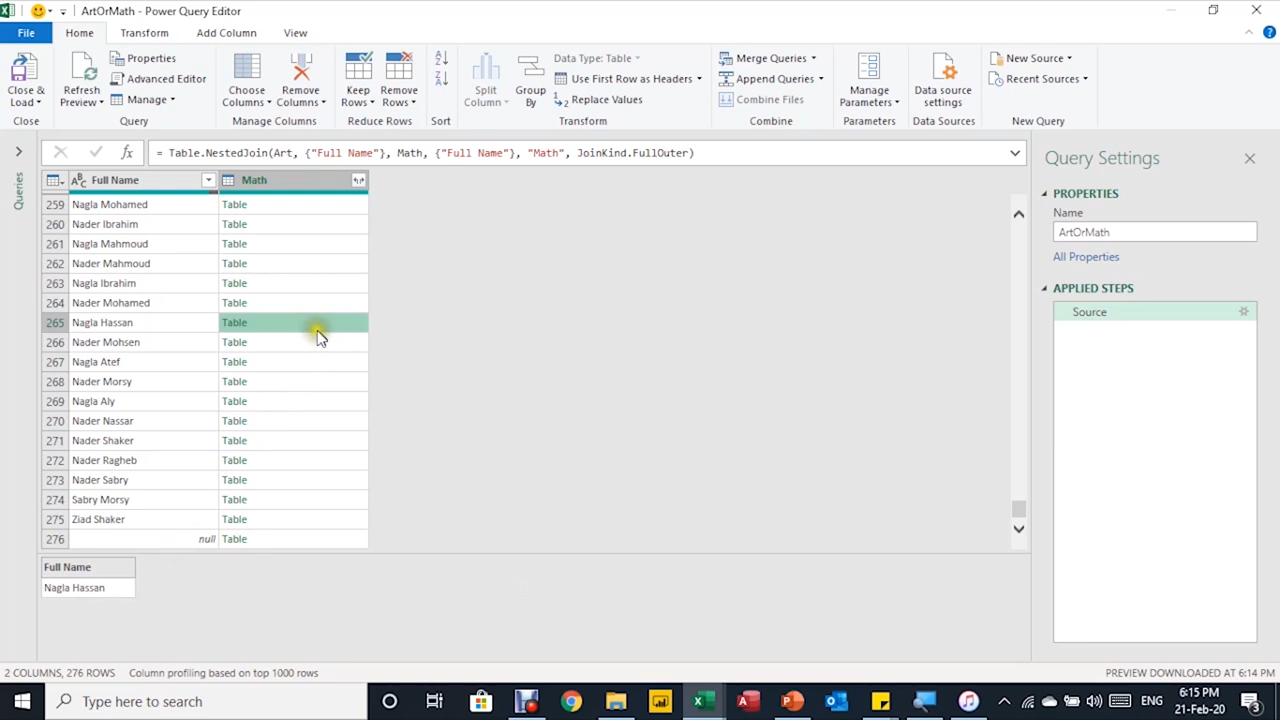 ArtOrMath - Power Query Editor
File
Home
Transform
Add Column
View
Close & Load
Close
Refresh Preview
Properties
Advanced Editor
Manage
Query
Choose Columns
Remove Columns
Manage Columns
Keep Rows
Remove Rows
Reduce Rows
Sort
Split Column
Group By
Data Type: Table
Use First Row as Headers
Replace Values
Transform
Merge Queries
Append Queries
Combine Files
Combine
Manage Parameters
Parameters
Data source settings
Data Sources
New Source
Recent Sources
New Query
Queries
fx
= Table.NestedJoin(Art, {"Full Name"}, Math, {"Full Name"}, "Math", JoinKind.FullOuter)
Full Name Math
259 Nagla Mohamed Table
260 Nader Ibrahim Table
261 Nagla Mahmoud Table
262 Nader Mahmoud Table
263 Nagla Ibrahim Table
264 Nader Mohamed Table
265 Nagla Hassan Table
266 Nader Mohsen Table
267 Nagla Atef Table
268 Nader Morsy Table
269 Nagla Aly Table
270 Nader Nassar Table
271 Nader Shaker Table
272 Nader Ragheb Table
273 Nader Sabry Table
274 Sabry Morsy Table
275 Ziad Shaker Table
276 null Table
Full Name
Nagla Hassan
Query Settings
PROPERTIES
Name
ArtOrMath
All Properties
APPLIED STEPS
Source
2 COLUMNS, 276 ROWS
Column profiling based on top 1000 rows
PREVIEW DOWNLOADED AT 6:14 PM
Type here to search
ENG
6:15 PM
21-Feb-20
3